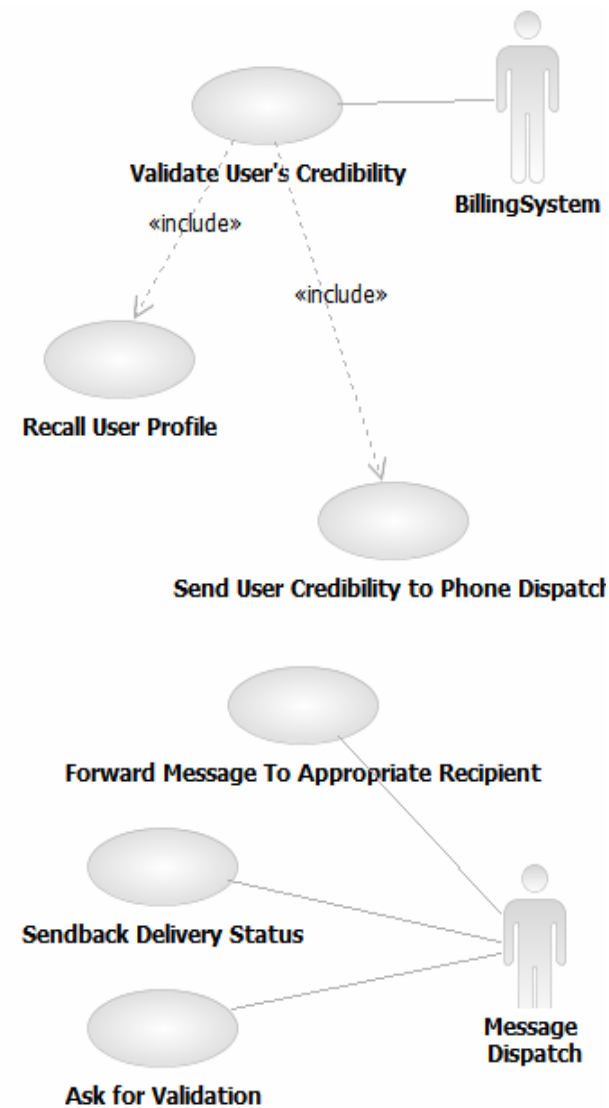 Validate User's Credibility
BillingSystem
«include»
«include»
Recall User Profile
Send User Credibility to Phone Dispatch
Forward Message To Appropriate Recipient
Sendback Delivery Status
Message
Dispatch
Ask for Validation